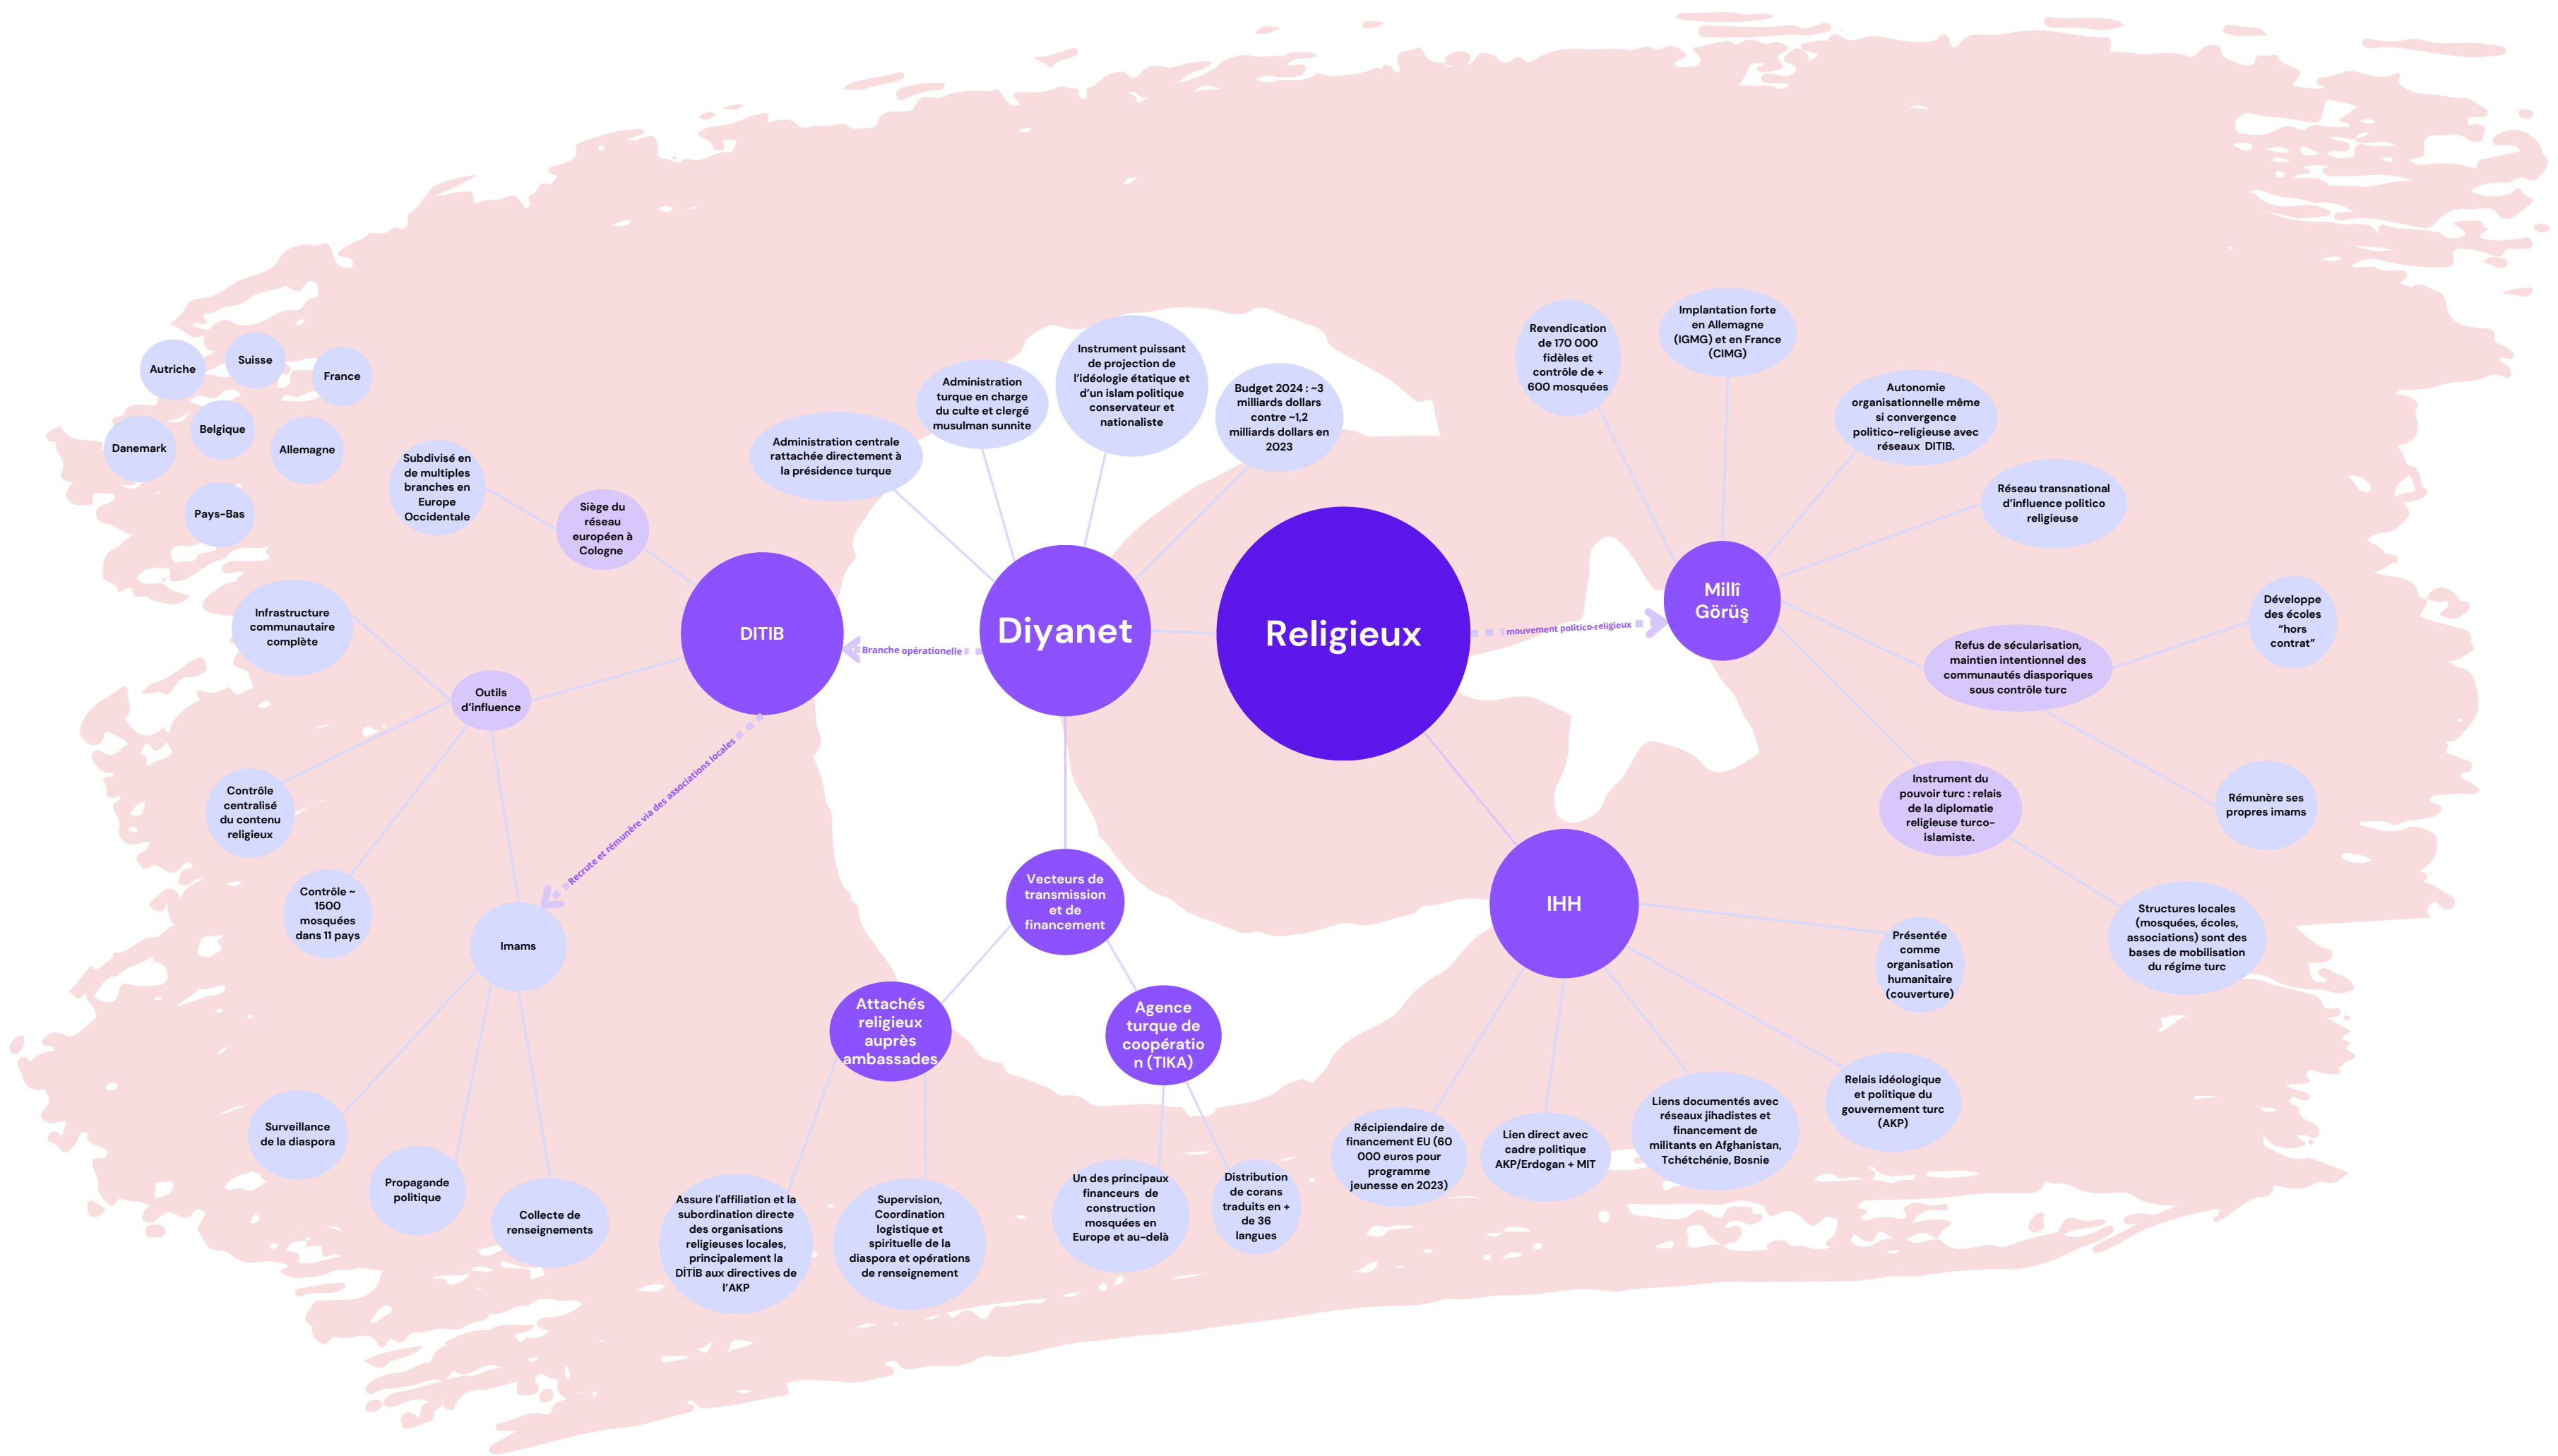 Autriche
Suisse
France
Danemark
Belgique
Allemagne
Pays-Bas
Subdivisé en
de multiples
branches en
Europe
Occidentale
Siège du
réseau
européen à
Cologne
DITIB
Infrastructure
communautaire
complète
Outils
d'influence
Contrôle
centralisé
du contenu
religieux
Contrôle ~
1500
mosquées
dans 11 pays
Recrute et rémunère via des associations locales
Imams
Surveillance
de la diaspora
Propagande
politique
Collecte de
renseignements
Branche opérationelle
Administration centrale
rattachée directement à
la présidence turque
Administration
turque en charge
du culte et clergé
musulman sunnite
Instrument puissant
de projection de
l'idéologie étatique et
d'un islam politique
conservateur et
nationaliste
Budget 2024 : ~3
milliards dollars
contre ~1,2
milliards dollars en
2023
Diyanet
Vecteurs de
transmission
et de
financement
Attachés
religieux
auprès
ambassades
Assure l'affiliation et la
subordination directe
des organisations
religieuses locales,
principalement la
DİTİB aux directives de
l'AKP
Supervision,
Coordination
logistique et
spirituelle de la
diaspora et opérations
de renseignement
Agence
turque de
coopératio
n (TIKA)
Un des principaux
financeurs  de
construction
mosquées en
Europe et au-delà
Distribution
de corans
traduits en +
de 36
langues
Religieux
mouvement politico-religieux
Millî
Görüş
Revendication
de 170 000
fidèles et
contrôle de +
600 mosquées
Implantation forte
en Allemagne
(IGMG) et en France
(CIMG)
Autonomie
organisationnelle même
si convergence
politico-religieuse avec
réseaux  DITIB.
Réseau transnational
d'influence politico
religieuse
Refus de sécularisation,
maintien intentionnel des
communautés diasporiques
sous contrôle turc
Développe
des écoles
"hors
contrat"
Rémunère ses
propres imams
Instrument du
pouvoir turc : relais
de la diplomatie
religieuse turco-
islamiste.
Structures locales
(mosquées, écoles,
associations) sont des
bases de mobilisation
du régime turc
IHH
Présentée
comme
organisation
humanitaire
(couverture)
Relais idéologique
et politique du
gouvernement turc
(AKP)
Liens documentés avec
réseaux jihadistes et
financement de
militants en Afghanistan,
Tchétchénie, Bosnie
Lien direct avec
cadre politique
AKP/Erdogan + MIT
Récipiendaire de
financement EU (60
000 euros pour
programme
jeunesse en 2023)